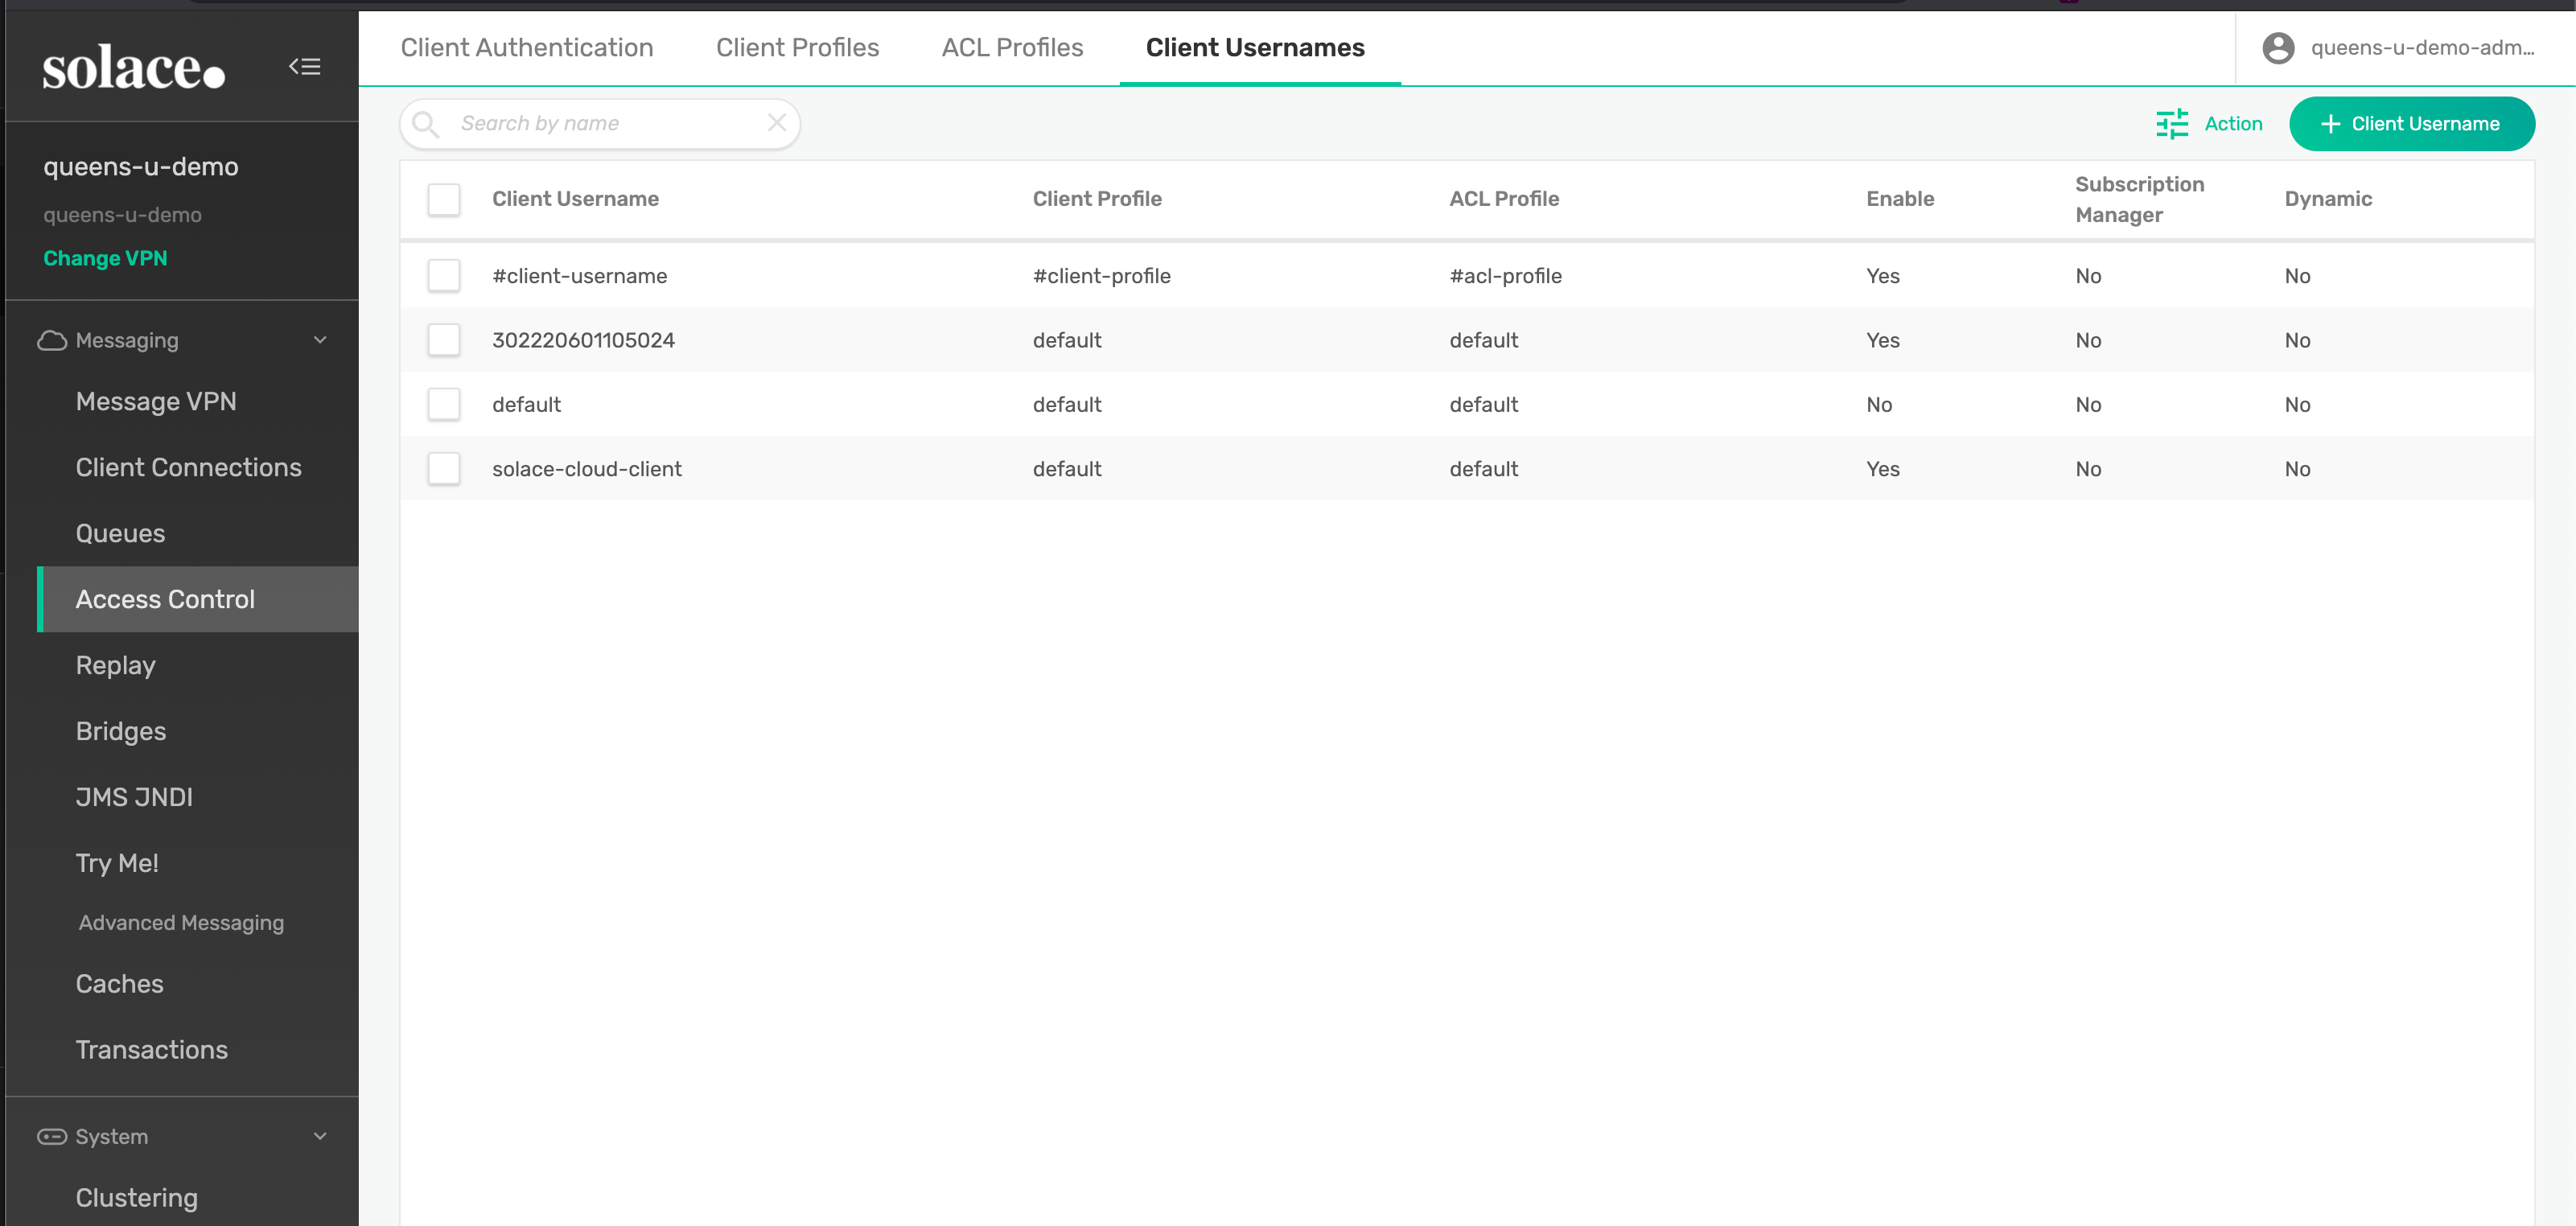 solace.
queens-u-demo
queens-u-demo
Change VPN
Messaging
Message VPN
Client Connections
Queues
Access Control
Replay
Bridges
JMS JNDI
Try Me!
Advanced Messaging
Caches
Transactions
System
Clustering
Client Authentication Client Profiles ACL Profiles Client Usernames
queens-u-demo-adm...
Search by name
Action
Client Username
Client Username Client Profile ACL Profile Enable Subscription Manager Dynamic
#client-username #client-profile #acl-profile Yes No No
302220601105024 default default Yes No No
default default default No No No
solace-cloud-client default default Yes No No